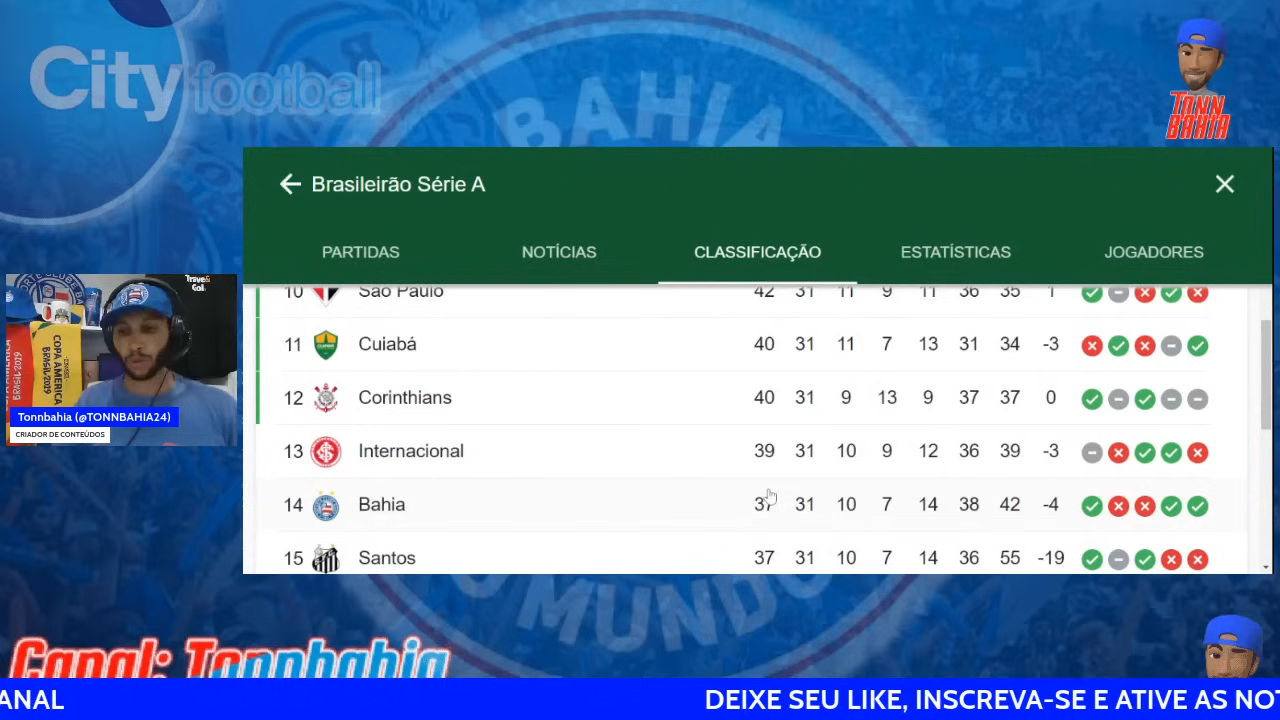 City football
BAHIA
TONN
BAHIA
Brasileirão Série A
PARTIDAS NOTÍCIAS CLASSIFICAÇÃO ESTATÍSTICAS JOGADORES
10 São Paulo 42 31 11 9 11 36 35 1
11 Cuiabá 40 31 11 7 13 31 34 -3
12 Corinthians 40 31 9 13 9 37 37 0
13 Internacional 39 31 10 9 12 36 39 -3
14 Bahia 37 31 10 7 14 38 42 -4
15 Santos 37 31 10 7 14 36 55 -19
COPA AMERICA
BRASIL 2019
Tonnbahia (@TONNBAHIA24)
CRIADOR DE CONTEÚDOS
O MUNDO
Canal: Tonnbahia
ANAL DEIXE SEU LIKE, INSCREVA-SE E ATIVE AS NOT